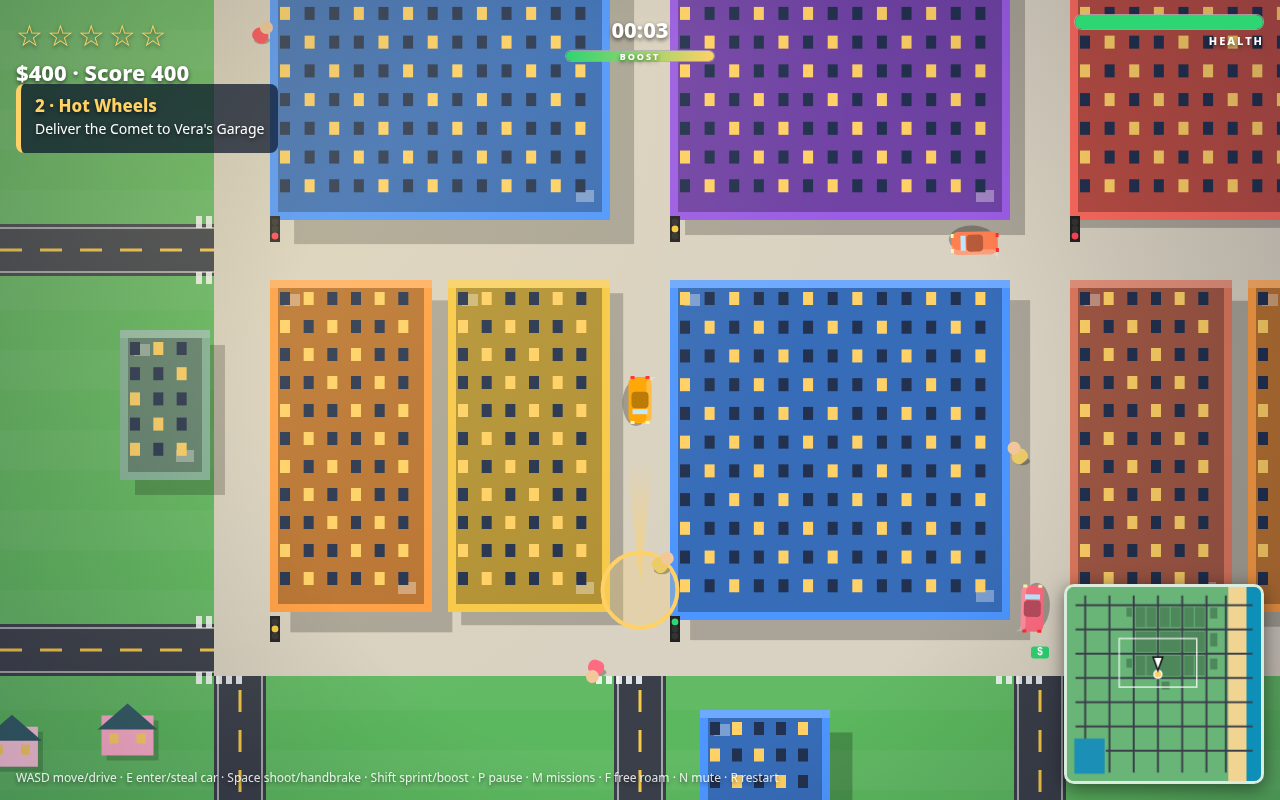 ☆☆☆☆☆
00:03
BOOST
HEALTH
$400 · Score 400
2 · Hot Wheels
Deliver the Comet to Vera's Garage
$
WASD move/drive · E enter/steal car · Space shoot/handbrake · Shift sprint/boost · P pause · M missions · F free roam · N mute · R restart